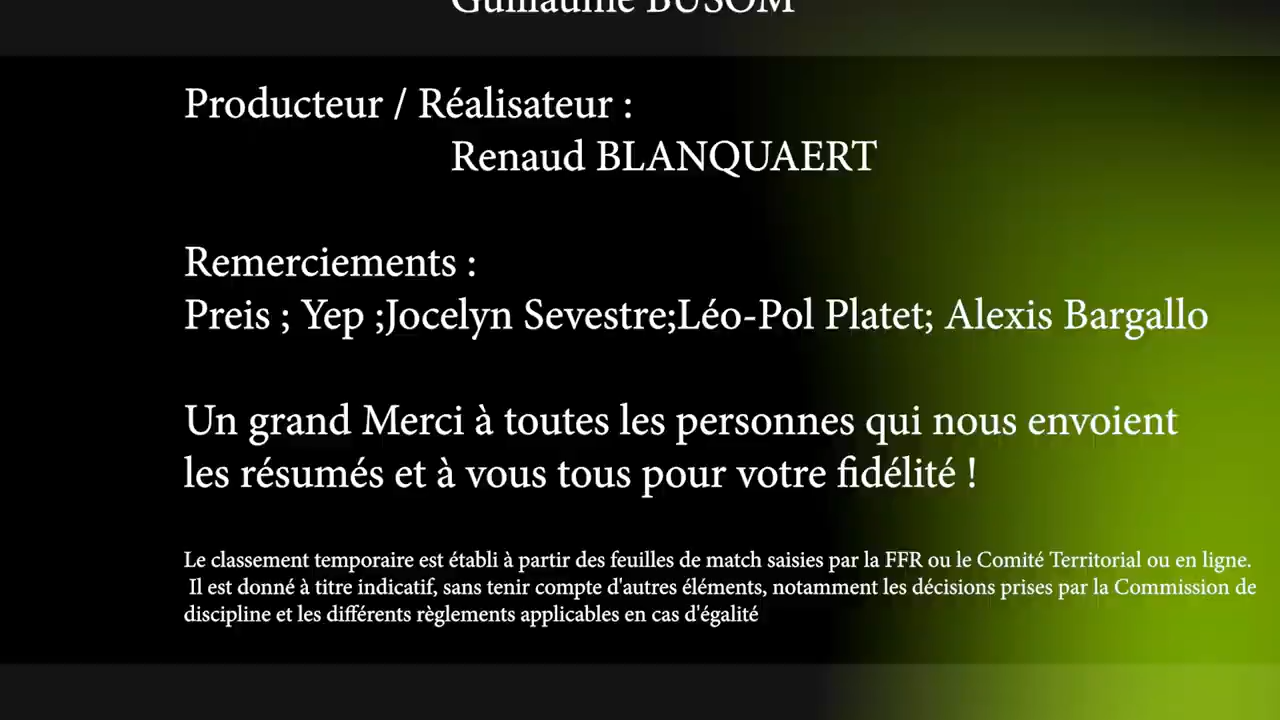 Guillaume BUSOM
Producteur / Réalisateur :
Renaud BLANQUAERT
Remerciements :
Preis ; Yep ;Jocelyn Sevestre;Léo-Pol Platet; Alexis Bargallo
Un grand Merci à toutes les personnes qui nous envoient
les résumés et à vous tous pour votre fidélité !
Le classement temporaire est établi à partir des feuilles de match saisies par la FFR ou le Comité Territorial ou en ligne.
Il est donné à titre indicatif, sans tenir compte d'autres éléments, notamment les décisions prises par la Commission de
discipline et les différents règlements applicables en cas d'égalité